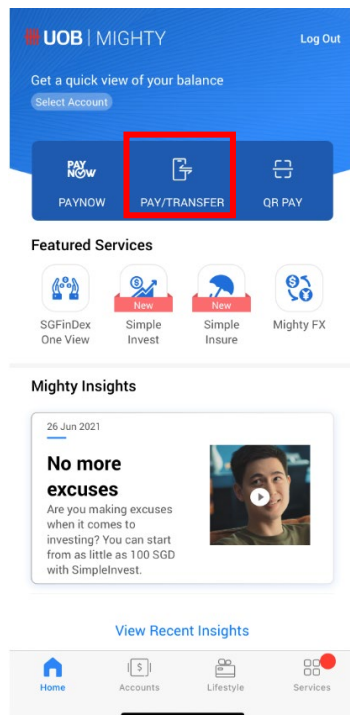 UOB | MIGHTY
Log Out
Get a quick view of your balance
Select Account
PAY
NOW
PAYNOW
PAY/TRANSFER
QR PAY
Featured Services
New
New
SGFinDex
One View
Simple
Invest
Simple
Insure
Mighty FX
Mighty Insights
26 Jun 2021
No more
excuses
Are you making excuses
when it comes to
investing? You can start
from as little as 100 SGD
with SimpleInvest.
View Recent Insights
Home
Accounts
Lifestyle
Services